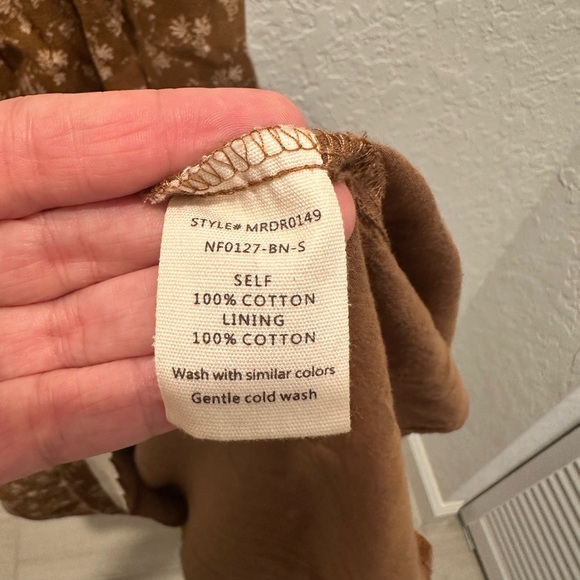 STYLE# MRDR0149
NF0127-BN-S
SELF
100% COTTON
LINING
100% COTTON
Wash with similar colors
Gentle cold wash